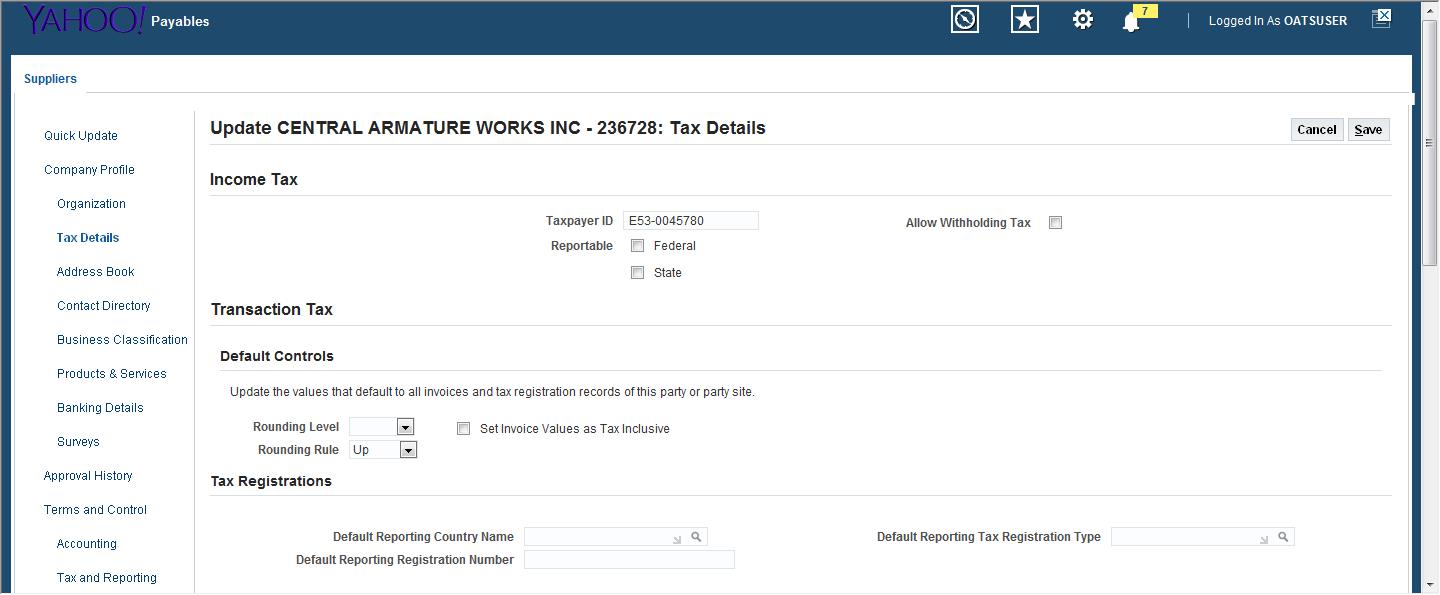 YAHOO! Payables 7 Logged In As OATSUSER
Suppliers
Quick Update
Company Profile
Organization
Tax Details
Address Book
Contact Directory
Business Classification
Products & Services
Banking Details
Surveys
Approval History
Terms and Control
Accounting
Tax and Reporting
Update CENTRAL ARMATURE WORKS INC - 236728: Tax Details
Cancel Save
Income Tax
Taxpayer ID E53-0045780
Allow Withholding Tax
Reportable Federal
State
Transaction Tax
Default Controls
Update the values that default to all invoices and tax registration records of this party or party site.
Rounding Level
Set Invoice Values as Tax Inclusive
Rounding Rule Up
Tax Registrations
Default Reporting Country Name
Default Reporting Tax Registration Type
Default Reporting Registration Number